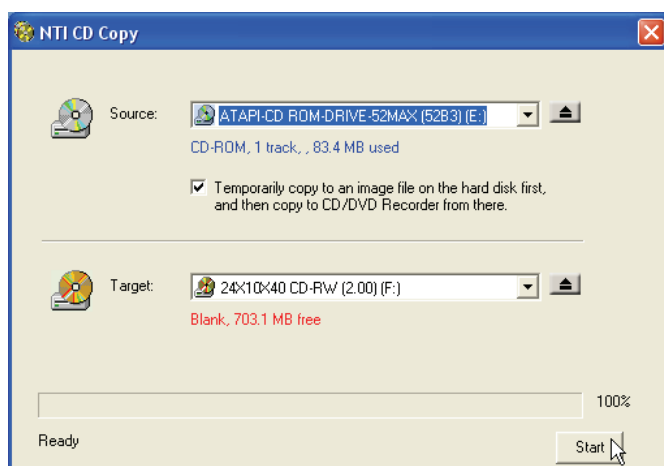 NTI CD Copy
Source:
ATAPI-CD ROM-DRIVE-52MAX (52B3) (E:)
CD-ROM, 1 track, , 83.4 MB used
Temporarily copy to an image file on the hard disk first,
and then copy to CD/DVD Recorder from there.
Target:
24X10X40 CD-RW (2.00) (F:)
Blank, 703.1 MB free
100%
Ready
Start